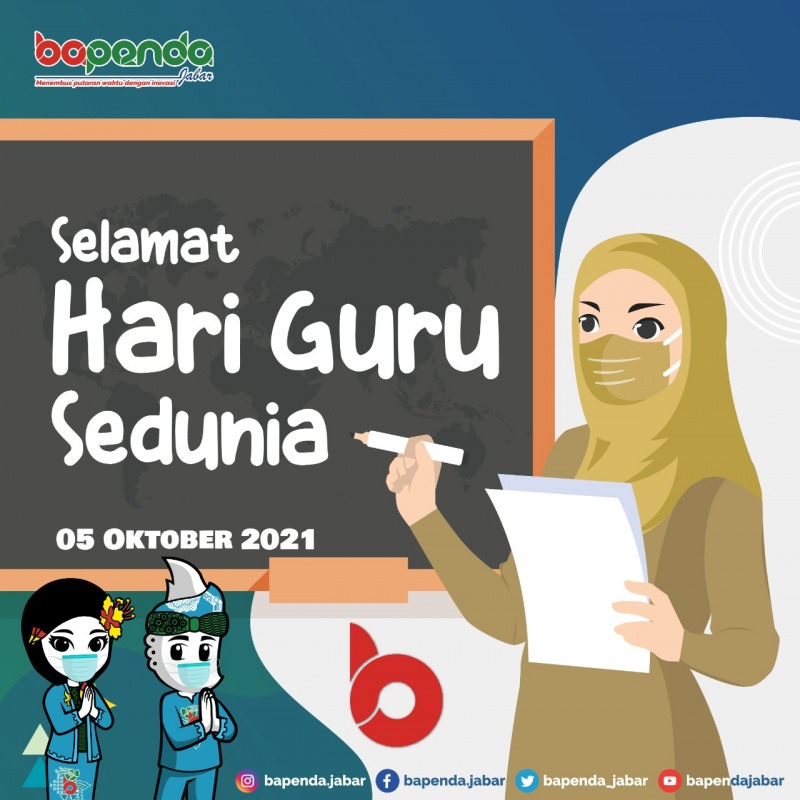 bapenda
Jabar
Menembus putaran waktu dengan inovasi
Selamat
Hari Guru
Sedunia
05 Oktober 2021
bapenda.jabar bapenda.jabar bapenda_jabar bapendajabar